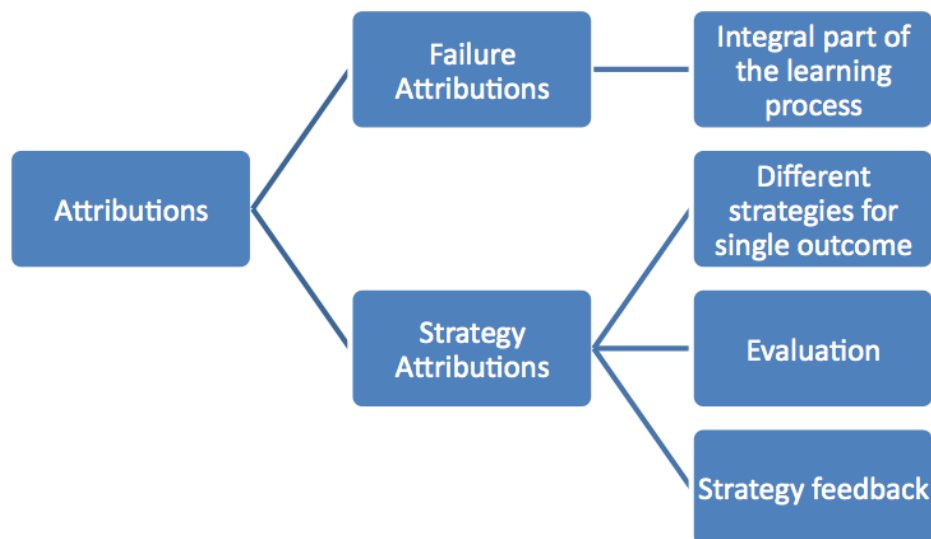 Attributions
Failure
Attributions
Integral part of
the learning
process
Strategy
Attributions
Different
strategies for
single outcome
Evaluation
Strategy feedback